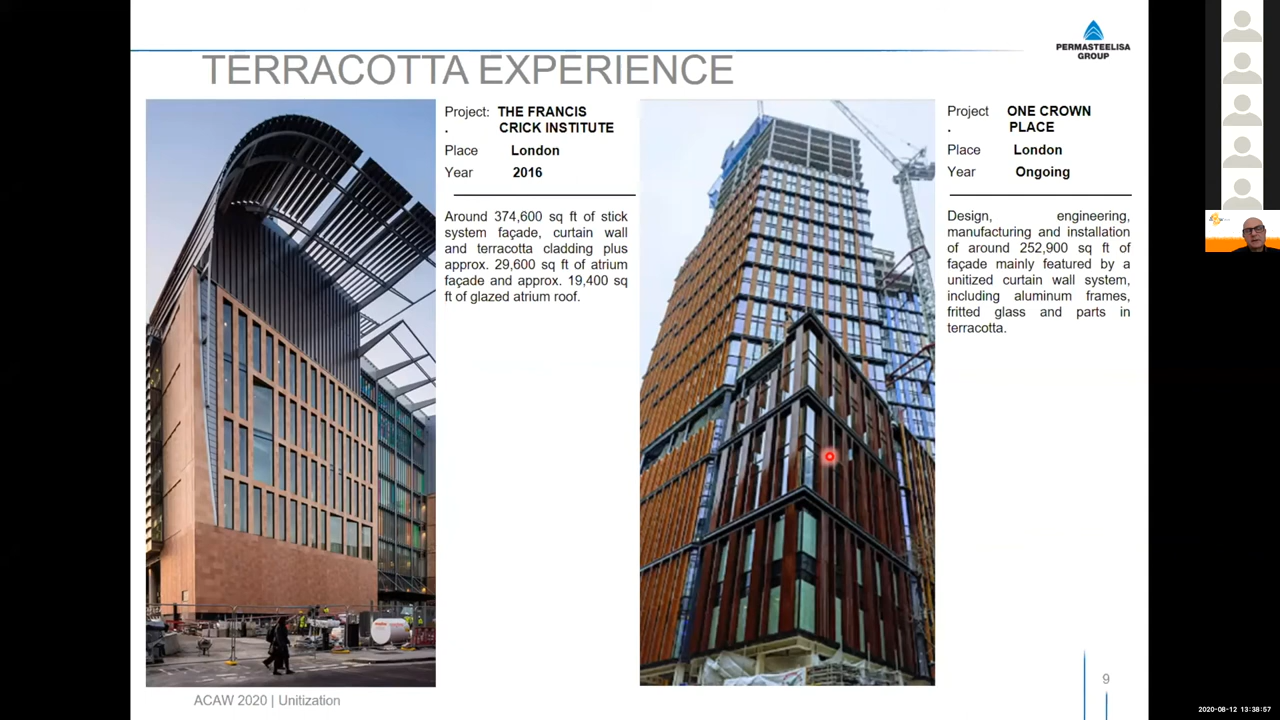 PERMASTEELISA
GROUP
TERRACOTTA EXPERIENCE
Project: THE FRANCIS
. CRICK INSTITUTE
Place London
Year 2016
Around 374,600 sq ft of stick
system façade, curtain wall
and terracotta cladding plus
approx. 29,600 sq ft of atrium
façade and approx. 19,400 sq
ft of glazed atrium roof.
Project ONE CROWN
. PLACE
Place London
Year Ongoing
Design, engineering,
manufacturing and installation
of around 252,900 sq ft of
façade mainly featured by a
unitized curtain wall system,
including aluminum frames,
fritted glass and parts in
terracotta.
ACAW 2020 | Unitization
9
2020-08-12 13:38:57